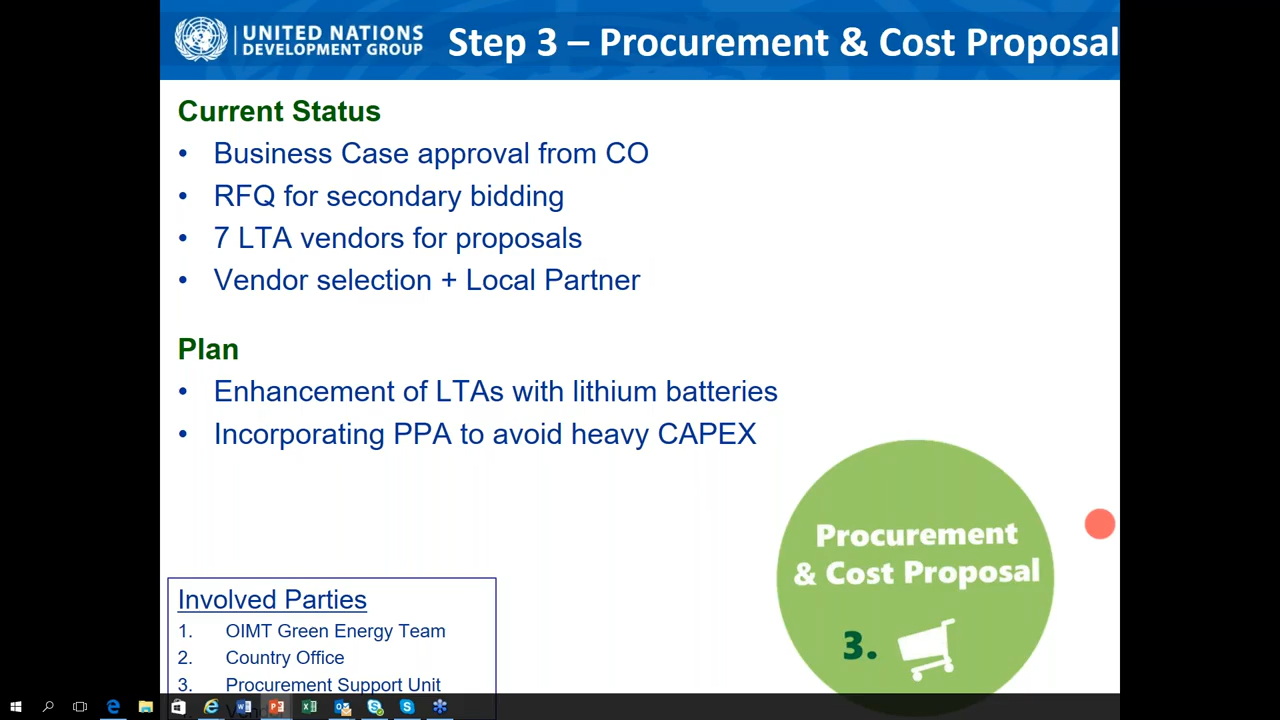 UNITED NATIONS
DEVELOPMENT GROUP
Step 3 – Procurement & Cost Proposal
Current Status
• Business Case approval from CO
• RFQ for secondary bidding
• 7 LTA vendors for proposals
• Vendor selection + Local Partner
Plan
• Enhancement of LTAs with lithium batteries
• Incorporating PPA to avoid heavy CAPEX
Procurement
& Cost Proposal
3.
Involved Parties
1. OIMT Green Energy Team
2. Country Office
3. Procurement Support Unit